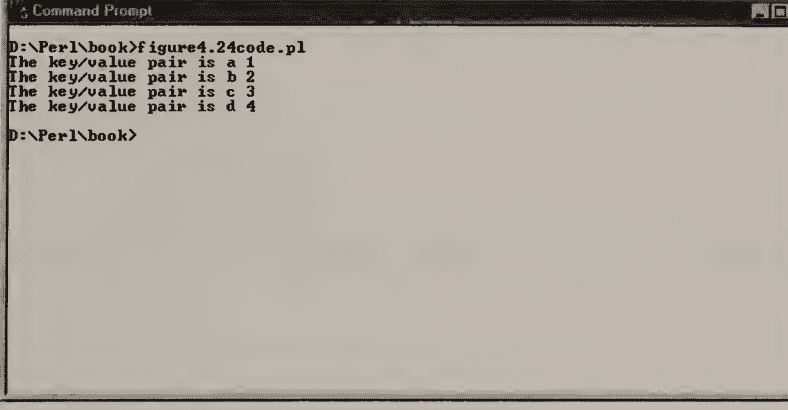 Command Prompt
D:\Perl\book>figure4.24code.pl
The key/value pair is a 1
The key/value pair is b 2
The key/value pair is c 3
The key/value pair is d 4
D:\Perl\book>